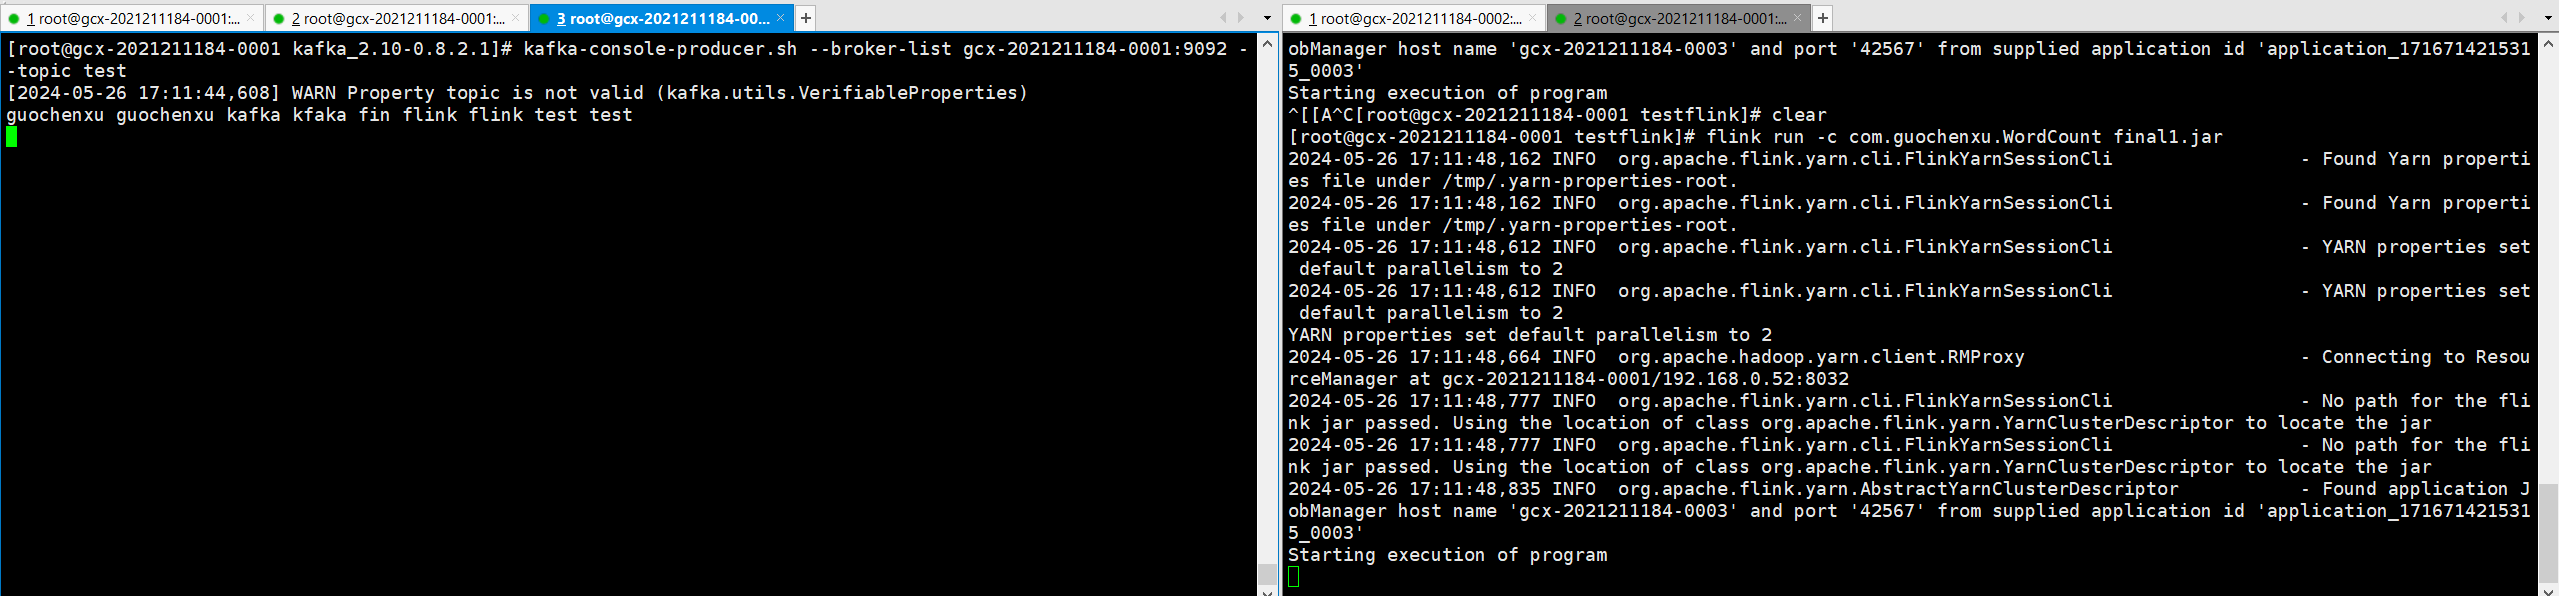 1 root@gcx-2021211184-0001:...
2 root@gcx-2021211184-0001:...
3 root@gcx-2021211184-00...
[root@gcx-2021211184-0001 kafka_2.10-0.8.2.1]# kafka-console-producer.sh --broker-list gcx-2021211184-0001:9092 -
-topic test
[2024-05-26 17:11:44,608] WARN Property topic is not valid (kafka.utils.VerifiableProperties)
guochenxu guochenxu kafka kfaka fin flink flink test test
1 root@gcx-2021211184-0002:...
2 root@gcx-2021211184-0001:...
obManager host name 'gcx-2021211184-0003' and port '42567' from supplied application id 'application_171671421531
5_0003'
Starting execution of program
^[[A^C[root@gcx-2021211184-0001 testflink]# clear
[root@gcx-2021211184-0001 testflink]# flink run -c com.guochenxu.WordCount final1.jar
2024-05-26 17:11:48,162 INFO  org.apache.flink.yarn.cli.FlinkYarnSessionCli                 - Found Yarn properti
es file under /tmp/.yarn-properties-root.
2024-05-26 17:11:48,162 INFO  org.apache.flink.yarn.cli.FlinkYarnSessionCli                 - Found Yarn properti
es file under /tmp/.yarn-properties-root.
2024-05-26 17:11:48,612 INFO  org.apache.flink.yarn.cli.FlinkYarnSessionCli                 - YARN properties set
 default parallelism to 2
2024-05-26 17:11:48,612 INFO  org.apache.flink.yarn.cli.FlinkYarnSessionCli                 - YARN properties set
 default parallelism to 2
YARN properties set default parallelism to 2
2024-05-26 17:11:48,664 INFO  org.apache.hadoop.yarn.client.RMProxy                         - Connecting to Resou
rceManager at gcx-2021211184-0001/192.168.0.52:8032
2024-05-26 17:11:48,777 INFO  org.apache.flink.yarn.cli.FlinkYarnSessionCli                 - No path for the fli
nk jar passed. Using the location of class org.apache.flink.yarn.YarnClusterDescriptor to locate the jar
2024-05-26 17:11:48,777 INFO  org.apache.flink.yarn.cli.FlinkYarnSessionCli                 - No path for the fli
nk jar passed. Using the location of class org.apache.flink.yarn.YarnClusterDescriptor to locate the jar
2024-05-26 17:11:48,835 INFO  org.apache.flink.yarn.AbstractYarnClusterDescriptor           - Found application J
obManager host name 'gcx-2021211184-0003' and port '42567' from supplied application id 'application_171671421531
5_0003'
Starting execution of program